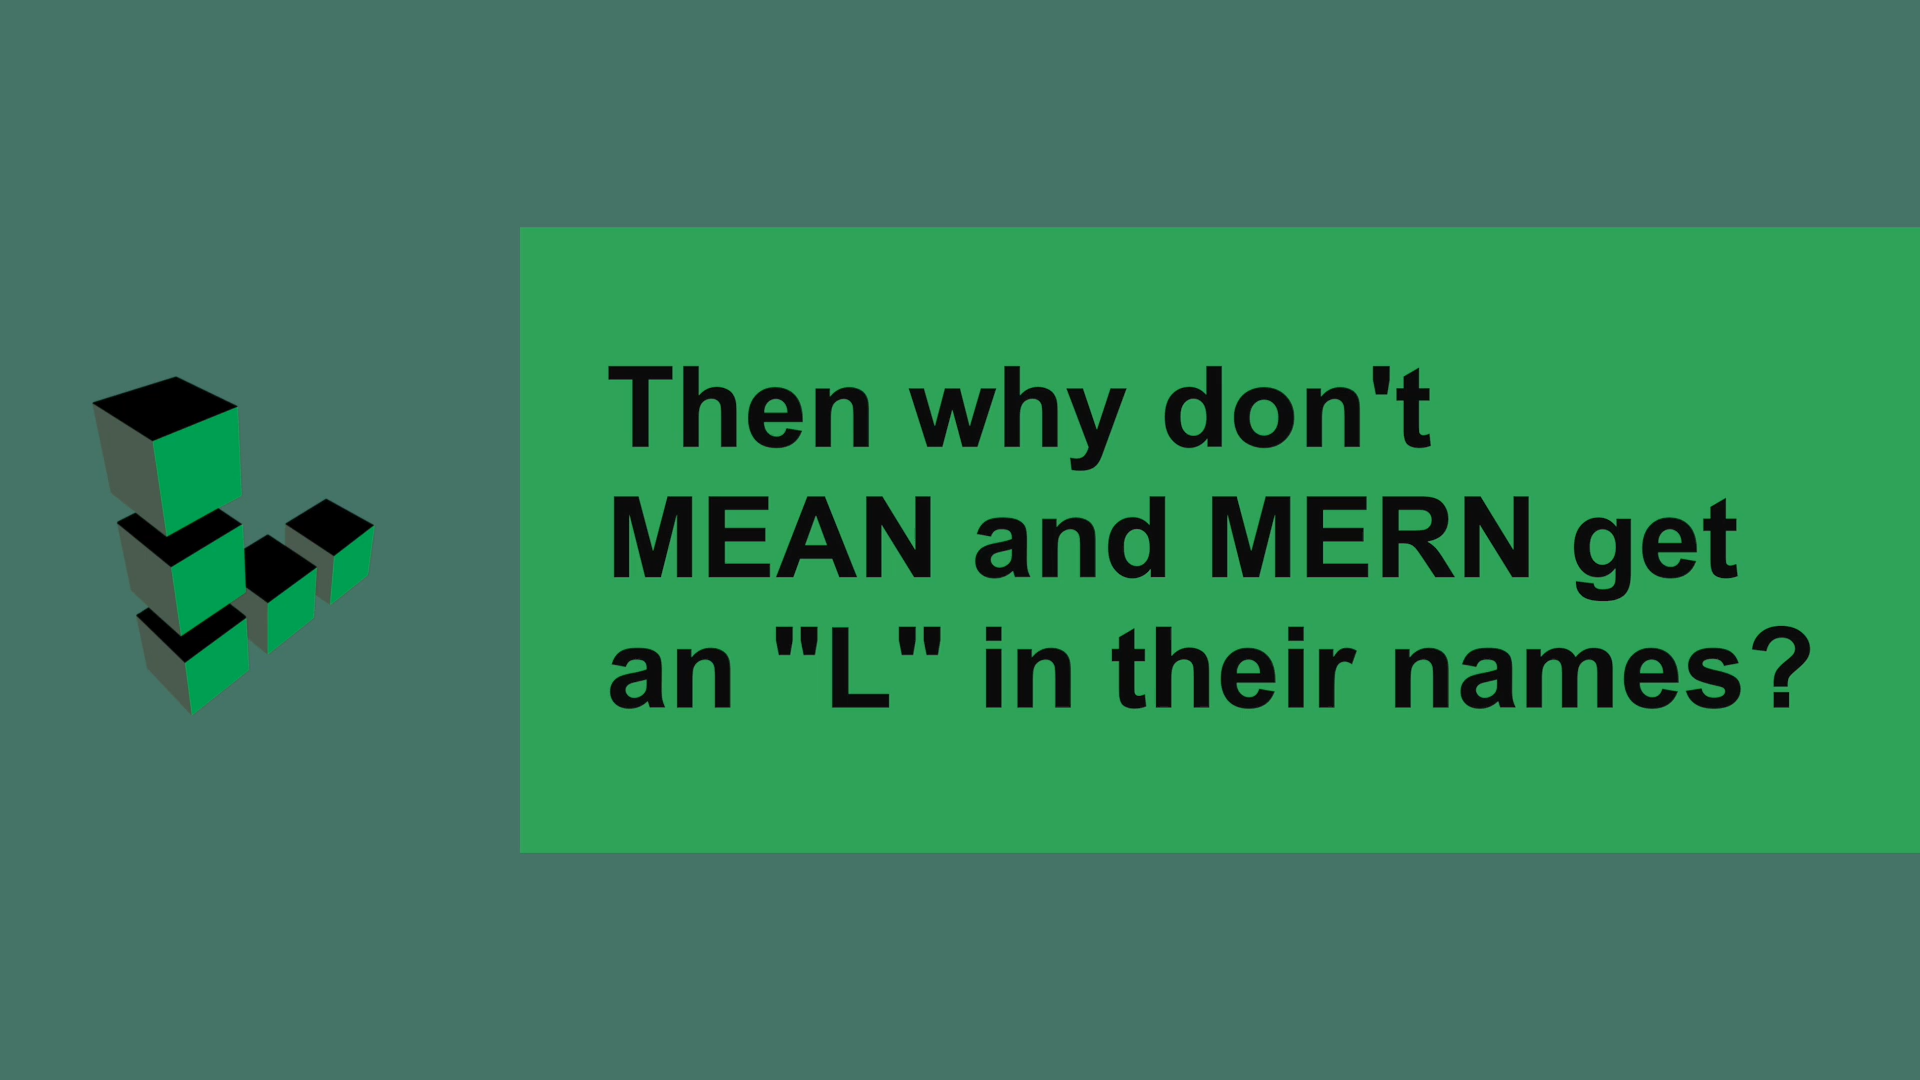 Then why don't
MEAN and MERN get
an "L" in their names?